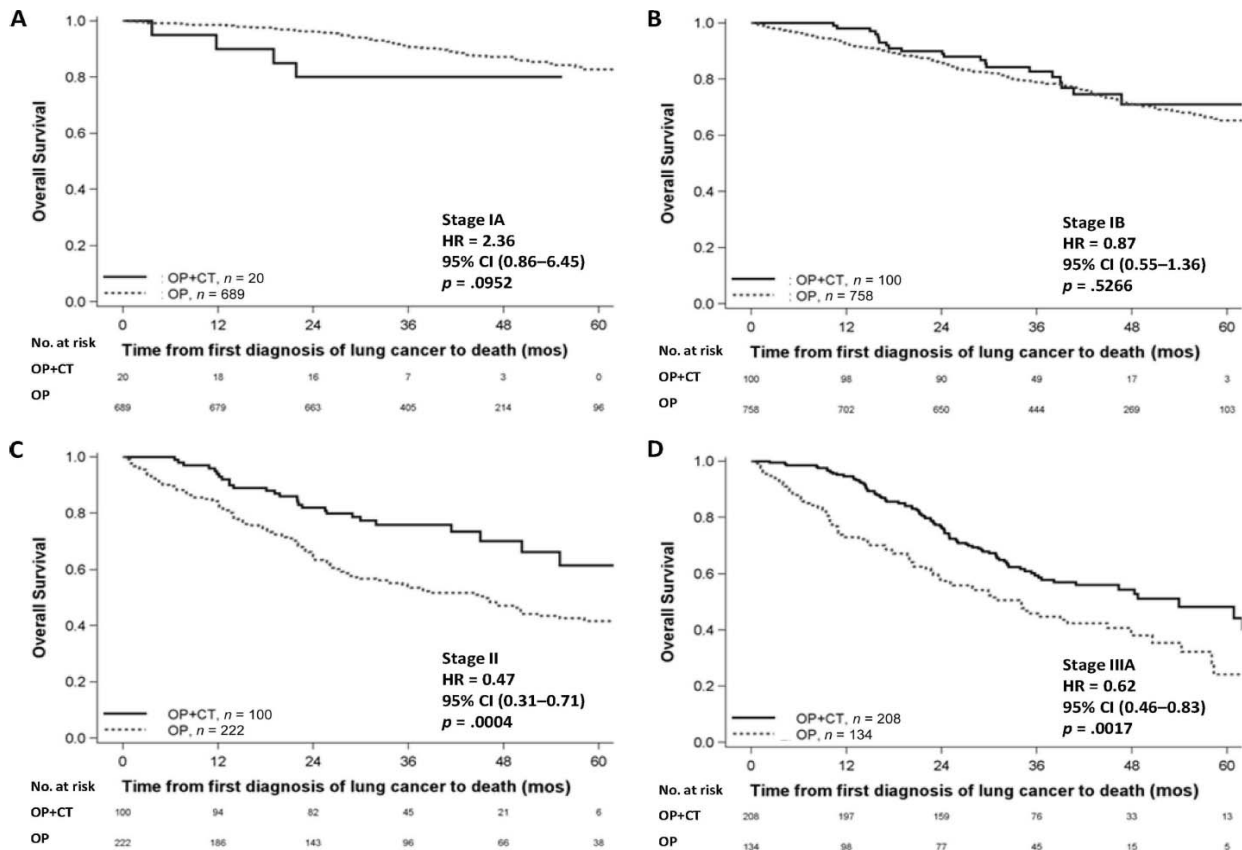 A
1.0
0.8
0.6
0.4
0.2
0.0
Overall Survival
Stage IA
HR = 2.36
95% CI (0.86–6.45)
p = .0952
: OP+CT, n = 20
: OP, n = 689
0 12 24 36 48 60
No. at risk
Time from first diagnosis of lung cancer to death (mos)
OP+CT
20 18 16 7 3 0
OP
689 679 663 405 214 96
B
1.0
0.8
0.6
0.4
0.2
0.0
Overall Survival
Stage IB
HR = 0.87
95% CI (0.55–1.36)
p = .5266
: OP+CT, n = 100
: OP, n = 758
0 12 24 36 48 60
No. at risk
Time from first diagnosis of lung cancer to death (mos)
OP+CT
100 98 90 49 17 3
OP
758 702 650 444 269 103
C
1.0
0.8
0.6
0.4
0.2
0.0
Overall Survival
Stage II
HR = 0.47
95% CI (0.31–0.71)
p = .0004
OP+CT, n = 100
OP, n = 222
0 12 24 36 48 60
No. at risk
Time from first diagnosis of lung cancer to death (mos)
OP+CT
100 94 82 45 21 6
OP
222 186 143 96 66 38
D
1.0
0.8
0.6
0.4
0.2
0.0
Overall Survival
Stage IIIA
HR = 0.62
95% CI (0.46–0.83)
p = .0017
OP+CT, n = 208
OP, n = 134
0 12 24 36 48 60
No. at risk
Time from first diagnosis of lung cancer to death (mos)
OP+CT
208 197 159 76 33 13
OP
134 98 77 45 15 5